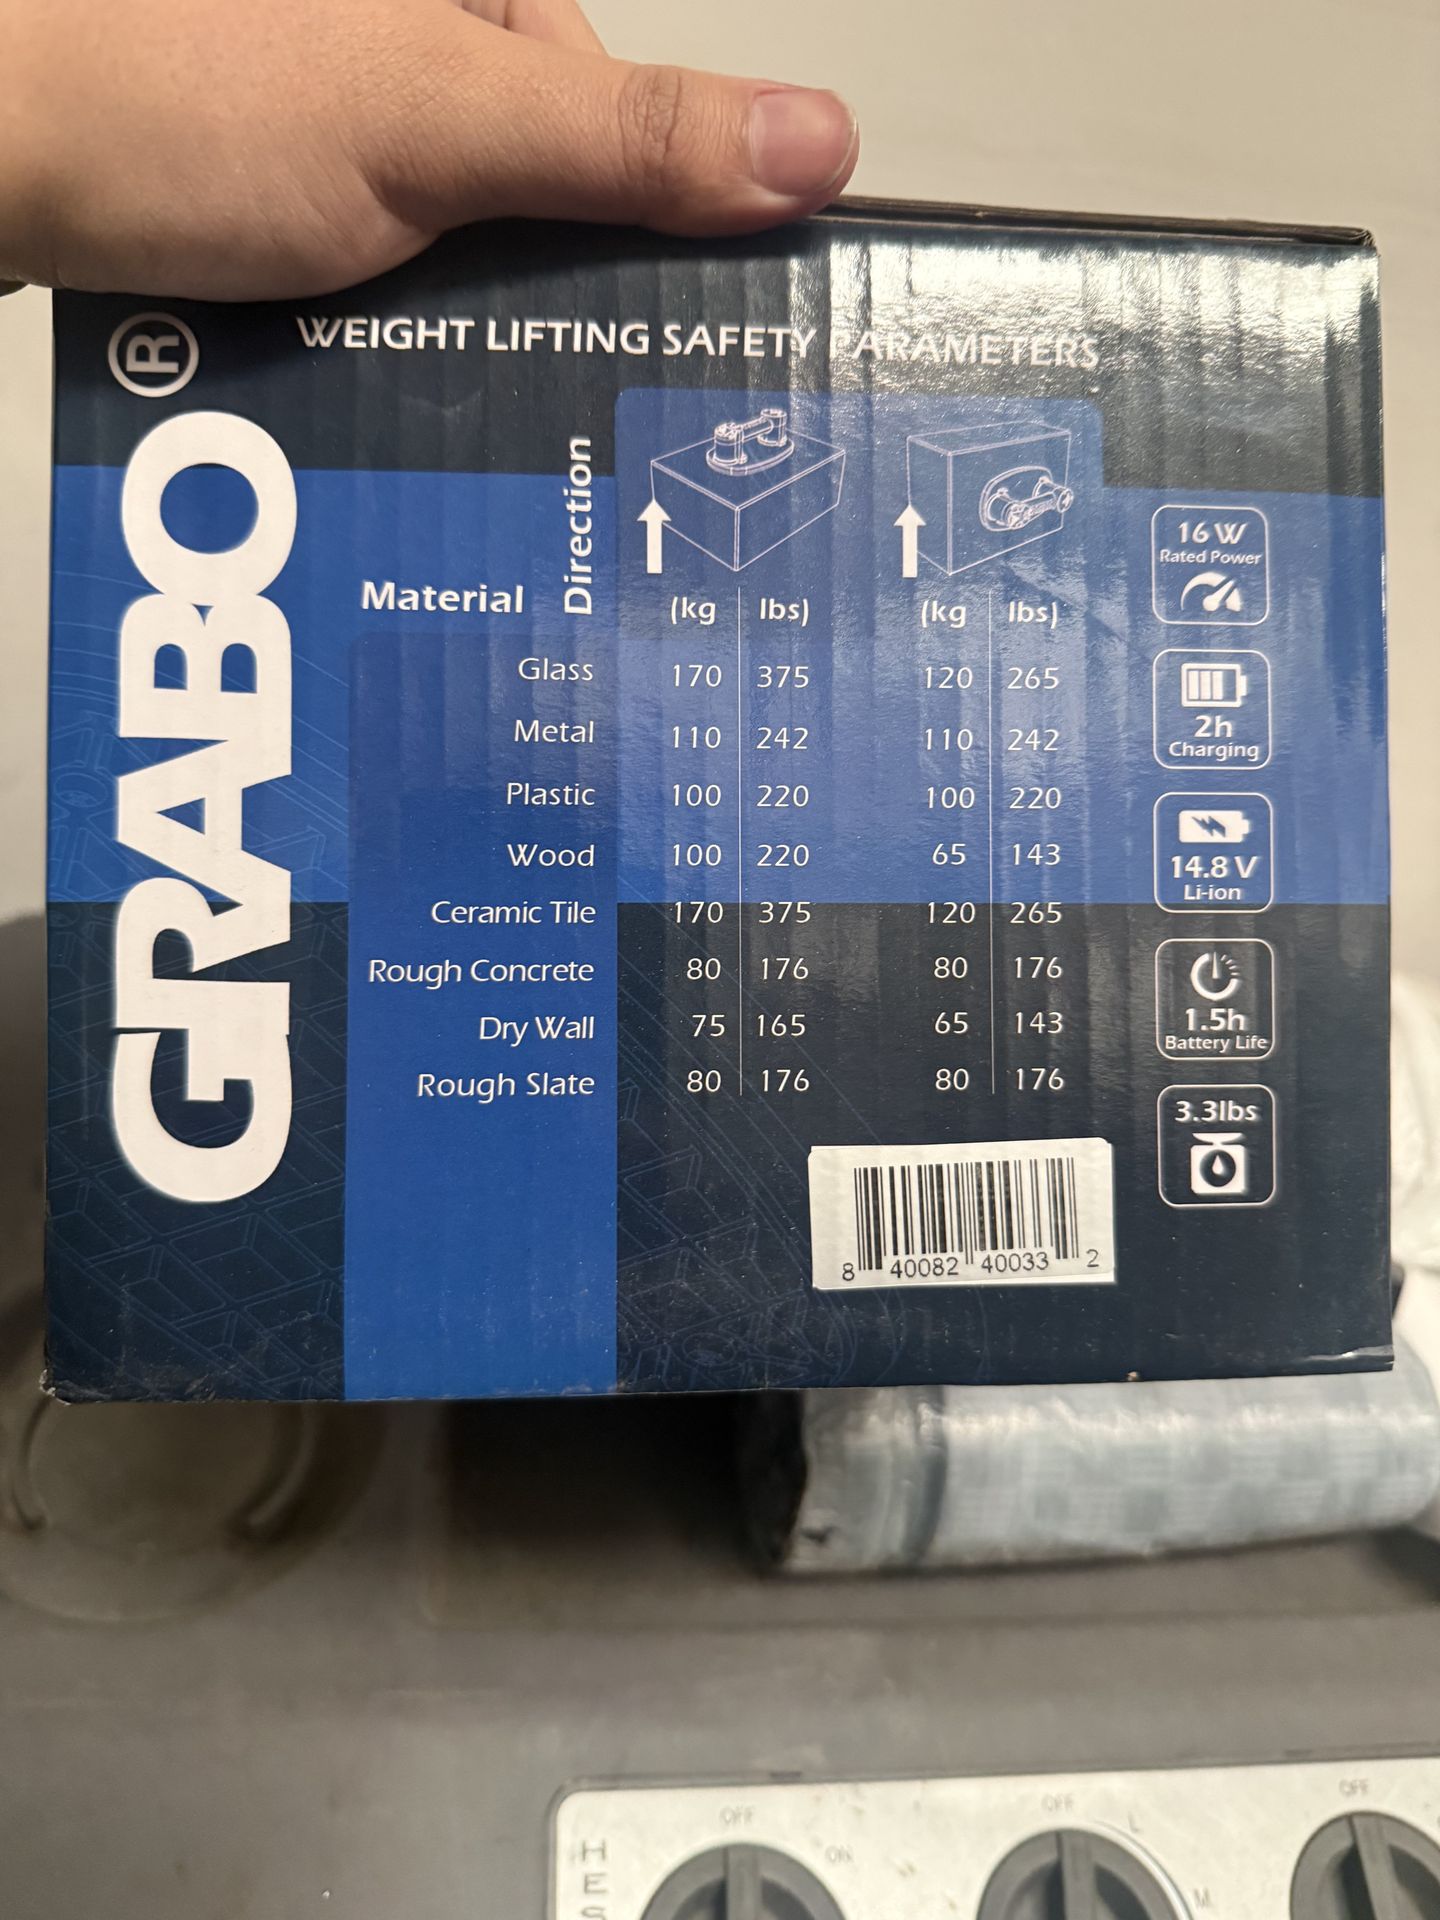 GRABO®
WEIGHT LIFTING SAFETY PARAMETERS
Material
Direction
(kg lbs) (kg lbs)
Glass 170 375 120 265
Metal 110 242 110 242
Plastic 100 220 100 220
Wood 100 220 65 143
Ceramic Tile 170 375 120 265
Rough Concrete 80 176 80 176
Dry Wall 75 165 65 143
Rough Slate 80 176 80 176
16 W
Rated Power
2h
Charging
14.8 V
Li-ion
1.5h
Battery Life
3.3lbs
8 40082 40033 2
OFF
ON
OFF
L
M
OFF